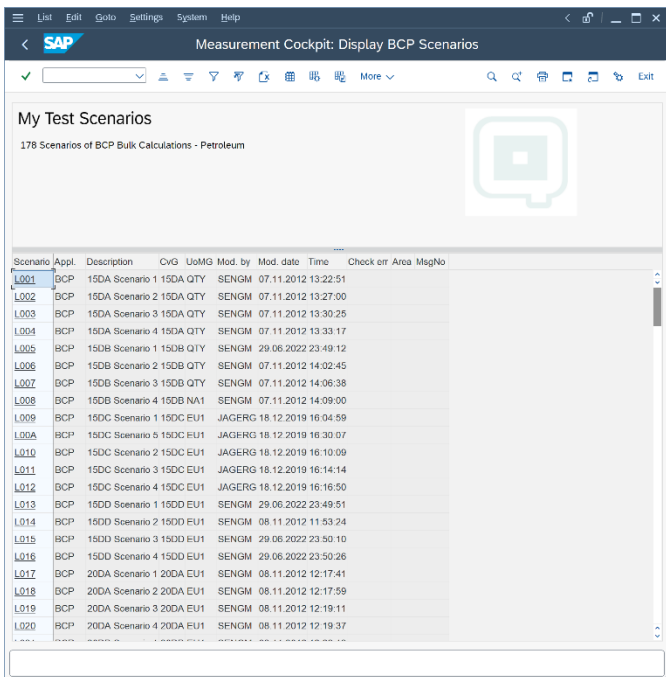 List Edit Goto Settings System Help
SAP Measurement Cockpit: Display BCP Scenarios
More Exit
My Test Scenarios
178 Scenarios of BCP Bulk Calculations - Petroleum
Scenario Appl. Description CvG UoMG Mod. by Mod. date Time Check err Area MsgNo
L001 BCP 15DA Scenario 1 15DA QTY SENGM 07.11.2012 13:22:51
L002 BCP 15DA Scenario 2 15DA QTY SENGM 07.11.2012 13:27:00
L003 BCP 15DA Scenario 3 15DA QTY SENGM 07.11.2012 13:30:25
L004 BCP 15DA Scenario 4 15DA QTY SENGM 07.11.2012 13:33:17
L005 BCP 15DB Scenario 1 15DB QTY SENGM 29.06.2022 23:49:12
L006 BCP 15DB Scenario 2 15DB QTY SENGM 07.11.2012 14:02:45
L007 BCP 15DB Scenario 3 15DB QTY SENGM 07.11.2012 14:06:38
L008 BCP 15DB Scenario 4 15DB NA1 SENGM 07.11.2012 14:09:00
L009 BCP 15DC Scenario 1 15DC EU1 JAGERG 18.12.2019 16:04:59
L00A BCP 15DC Scenario 5 15DC EU1 JAGERG 18.12.2019 16:30:07
L010 BCP 15DC Scenario 2 15DC EU1 JAGERG 18.12.2019 16:10:09
L011 BCP 15DC Scenario 3 15DC EU1 JAGERG 18.12.2019 16:14:14
L012 BCP 15DC Scenario 4 15DC EU1 JAGERG 18.12.2019 16:16:50
L013 BCP 15DD Scenario 1 15DD EU1 SENGM 29.06.2022 23:49:51
L014 BCP 15DD Scenario 2 15DD EU1 SENGM 08.11.2012 11:53:24
L015 BCP 15DD Scenario 3 15DD EU1 SENGM 29.06.2022 23:50:10
L016 BCP 15DD Scenario 4 15DD EU1 SENGM 29.06.2022 23:50:26
L017 BCP 20DA Scenario 1 20DA EU1 SENGM 08.11.2012 12:17:41
L018 BCP 20DA Scenario 2 20DA EU1 SENGM 08.11.2012 12:17:59
L019 BCP 20DA Scenario 3 20DA EU1 SENGM 08.11.2012 12:19:11
L020 BCP 20DA Scenario 4 20DA EU1 SENGM 08.11.2012 12:19:37